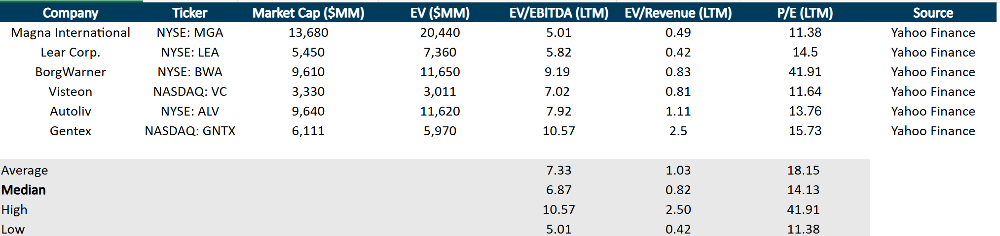 Company Ticker Market Cap ($MM) EV ($MM) EV/EBITDA (LTM) EV/Revenue (LTM) P/E (LTM) Source
Magna International NYSE: MGA 13,680 20,440 5.01 0.49 11.38 Yahoo Finance
Lear Corp. NYSE: LEA 5,450 7,360 5.82 0.42 14.5 Yahoo Finance
BorgWarner NYSE: BWA 9,610 11,650 9.19 0.83 41.91 Yahoo Finance
Visteon NASDAQ: VC 3,330 3,011 7.02 0.81 11.64 Yahoo Finance
Autoliv NYSE: ALV 9,640 11,620 7.92 1.11 13.76 Yahoo Finance
Gentex NASDAQ: GNTX 6,111 5,970 10.57 2.5 15.73 Yahoo Finance
Average 7.33 1.03 18.15
Median 6.87 0.82 14.13
High 10.57 2.50 41.91
Low 5.01 0.42 11.38